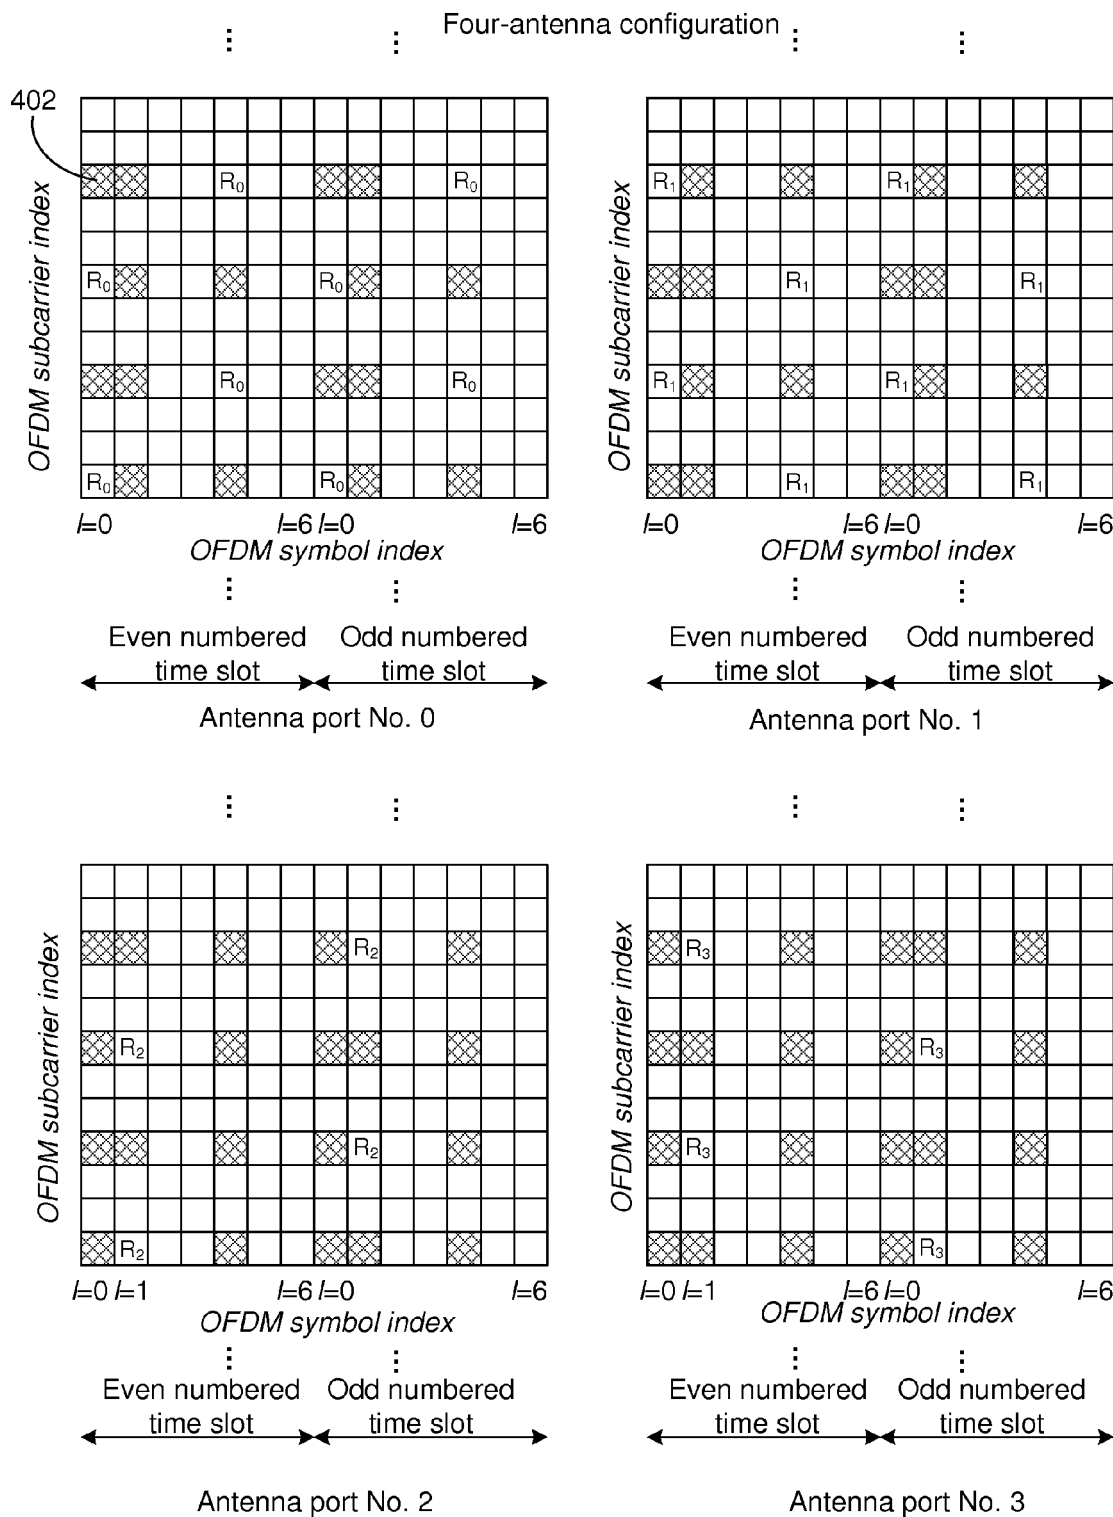 Four-antenna configuration
402
OFDM subcarrier index
R0 R0
R0 R0
R0 R0
R0 R0
l=0 l=6 l=0 l=6
OFDM symbol index
Even numbered time slot
Odd numbered time slot
Antenna port No. 0
OFDM subcarrier index
R1 R1
R1 R1
R1 R1
R1 R1
l=0 l=6 l=0 l=6
OFDM symbol index
Even numbered time slot
Odd numbered time slot
Antenna port No. 1
OFDM subcarrier index
R2
R2
R2
R2
l=0 l=1 l=6 l=0 l=6
OFDM symbol index
Even numbered time slot
Odd numbered time slot
Antenna port No. 2
OFDM subcarrier index
R3
R3
R3
R3
l=0 l=1 l=6 l=0 l=6
OFDM symbol index
Even numbered time slot
Odd numbered time slot
Antenna port No. 3